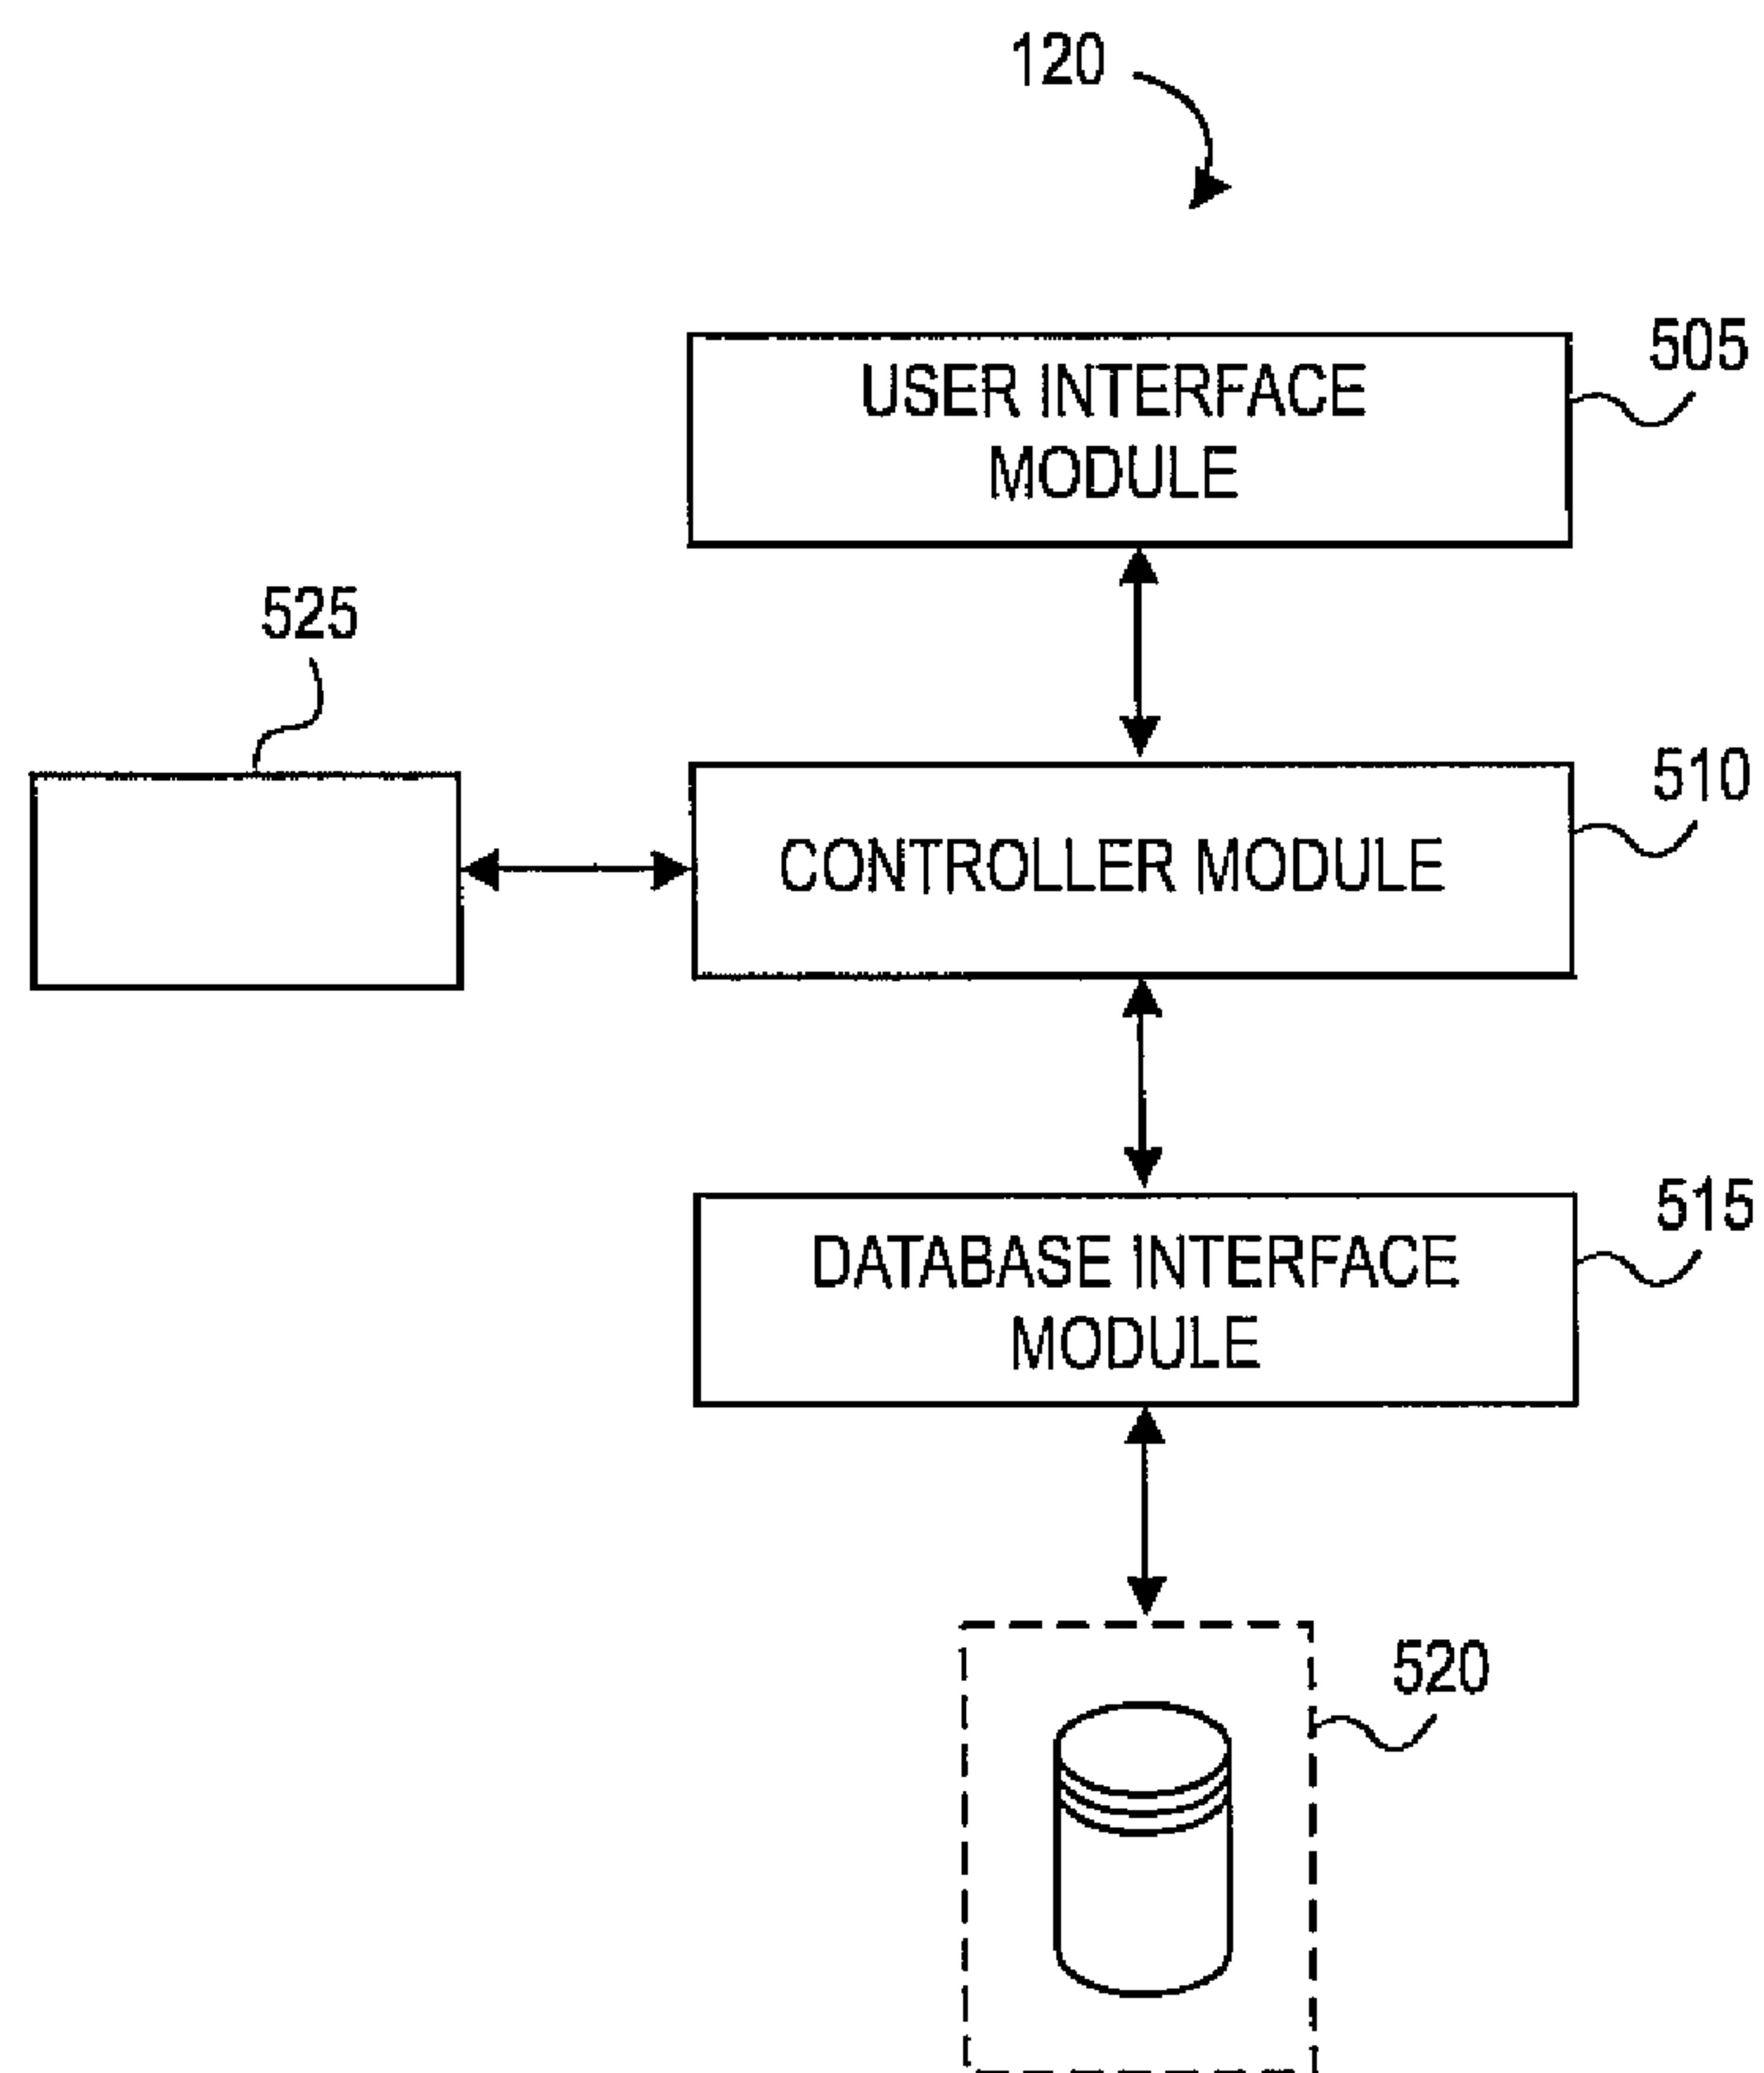 120
USER INTERFACE
MODULE
505
525
CONTROLLER MODULE
510
DATABASE INTERFACE
MODULE
515
520